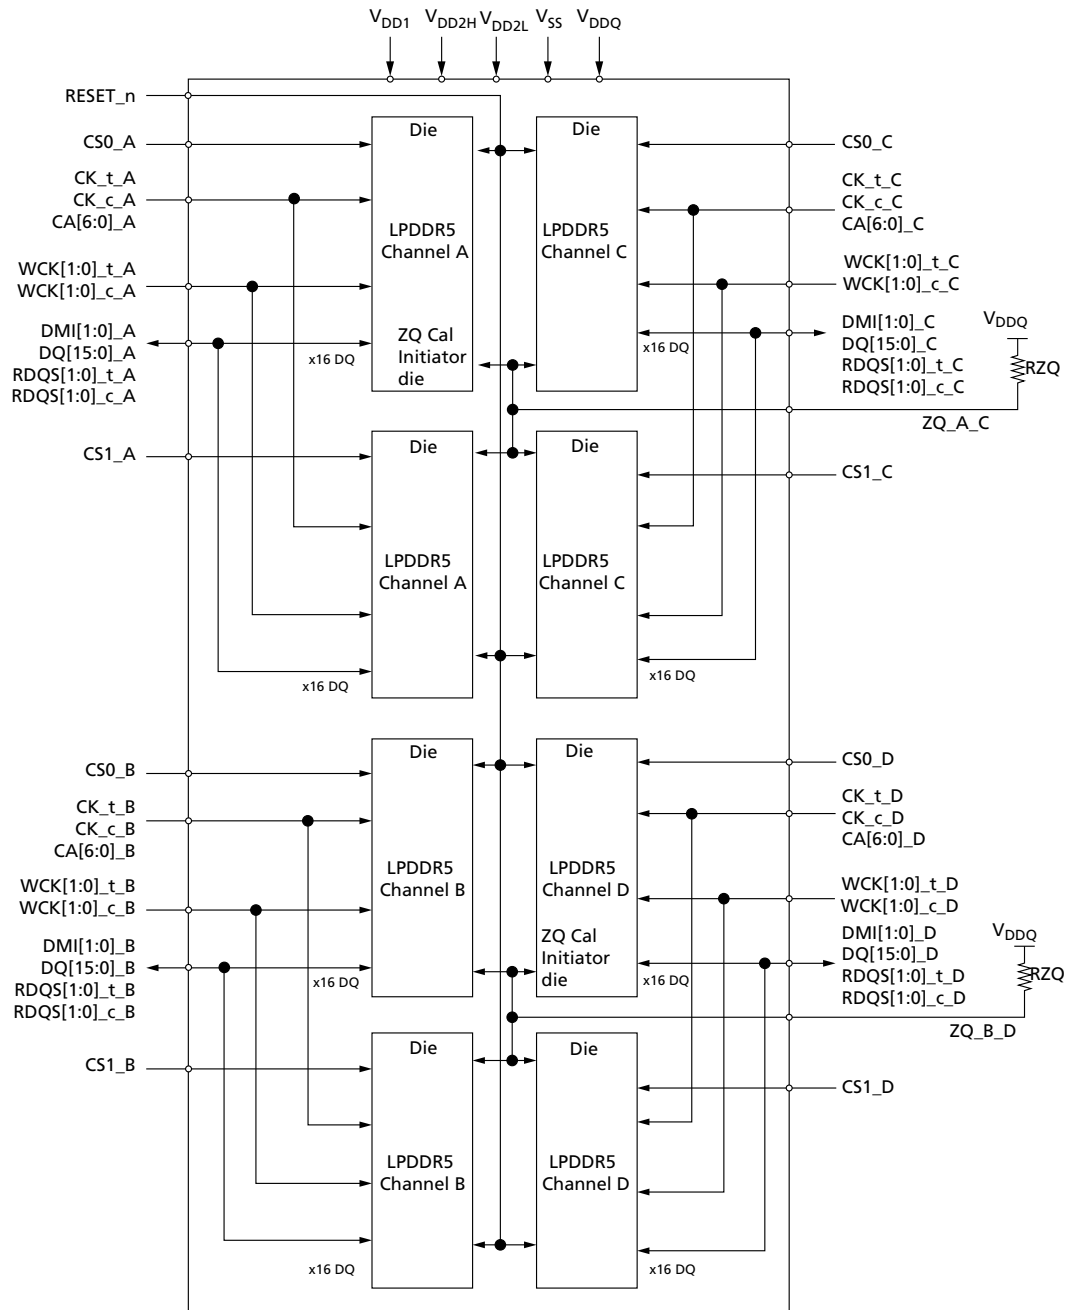 VDD1 VDD2H VDD2L VSS VDDQ
RESET_n
CS0_A
CK_t_A
CK_c_A
CA[6:0]_A
WCK[1:0]_t_A
WCK[1:0]_c_A
DMI[1:0]_A
DQ[15:0]_A
RDQS[1:0]_t_A
RDQS[1:0]_c_A
Die
LPDDR5
Channel A
ZQ Cal
Initiator
die
x16 DQ
Die
LPDDR5
Channel C
x16 DQ
CS0_C
CK_t_C
CK_c_C
CA[6:0]_C
WCK[1:0]_t_C
WCK[1:0]_c_C
DMI[1:0]_C
DQ[15:0]_C
RDQS[1:0]_t_C
RDQS[1:0]_c_C
VDDQ
RZQ
ZQ_A_C
CS1_A
Die
LPDDR5
Channel A
x16 DQ
Die
LPDDR5
Channel C
x16 DQ
CS1_C
CS0_B
CK_t_B
CK_c_B
CA[6:0]_B
WCK[1:0]_t_B
WCK[1:0]_c_B
DMI[1:0]_B
DQ[15:0]_B
RDQS[1:0]_t_B
RDQS[1:0]_c_B
Die
LPDDR5
Channel B
x16 DQ
Die
LPDDR5
Channel D
ZQ Cal
Initiator
die
x16 DQ
CS0_D
CK_t_D
CK_c_D
CA[6:0]_D
WCK[1:0]_t_D
WCK[1:0]_c_D
DMI[1:0]_D
DQ[15:0]_D
RDQS[1:0]_t_D
RDQS[1:0]_c_D
VDDQ
RZQ
ZQ_B_D
CS1_B
Die
LPDDR5
Channel B
x16 DQ
Die
LPDDR5
Channel D
x16 DQ
CS1_D